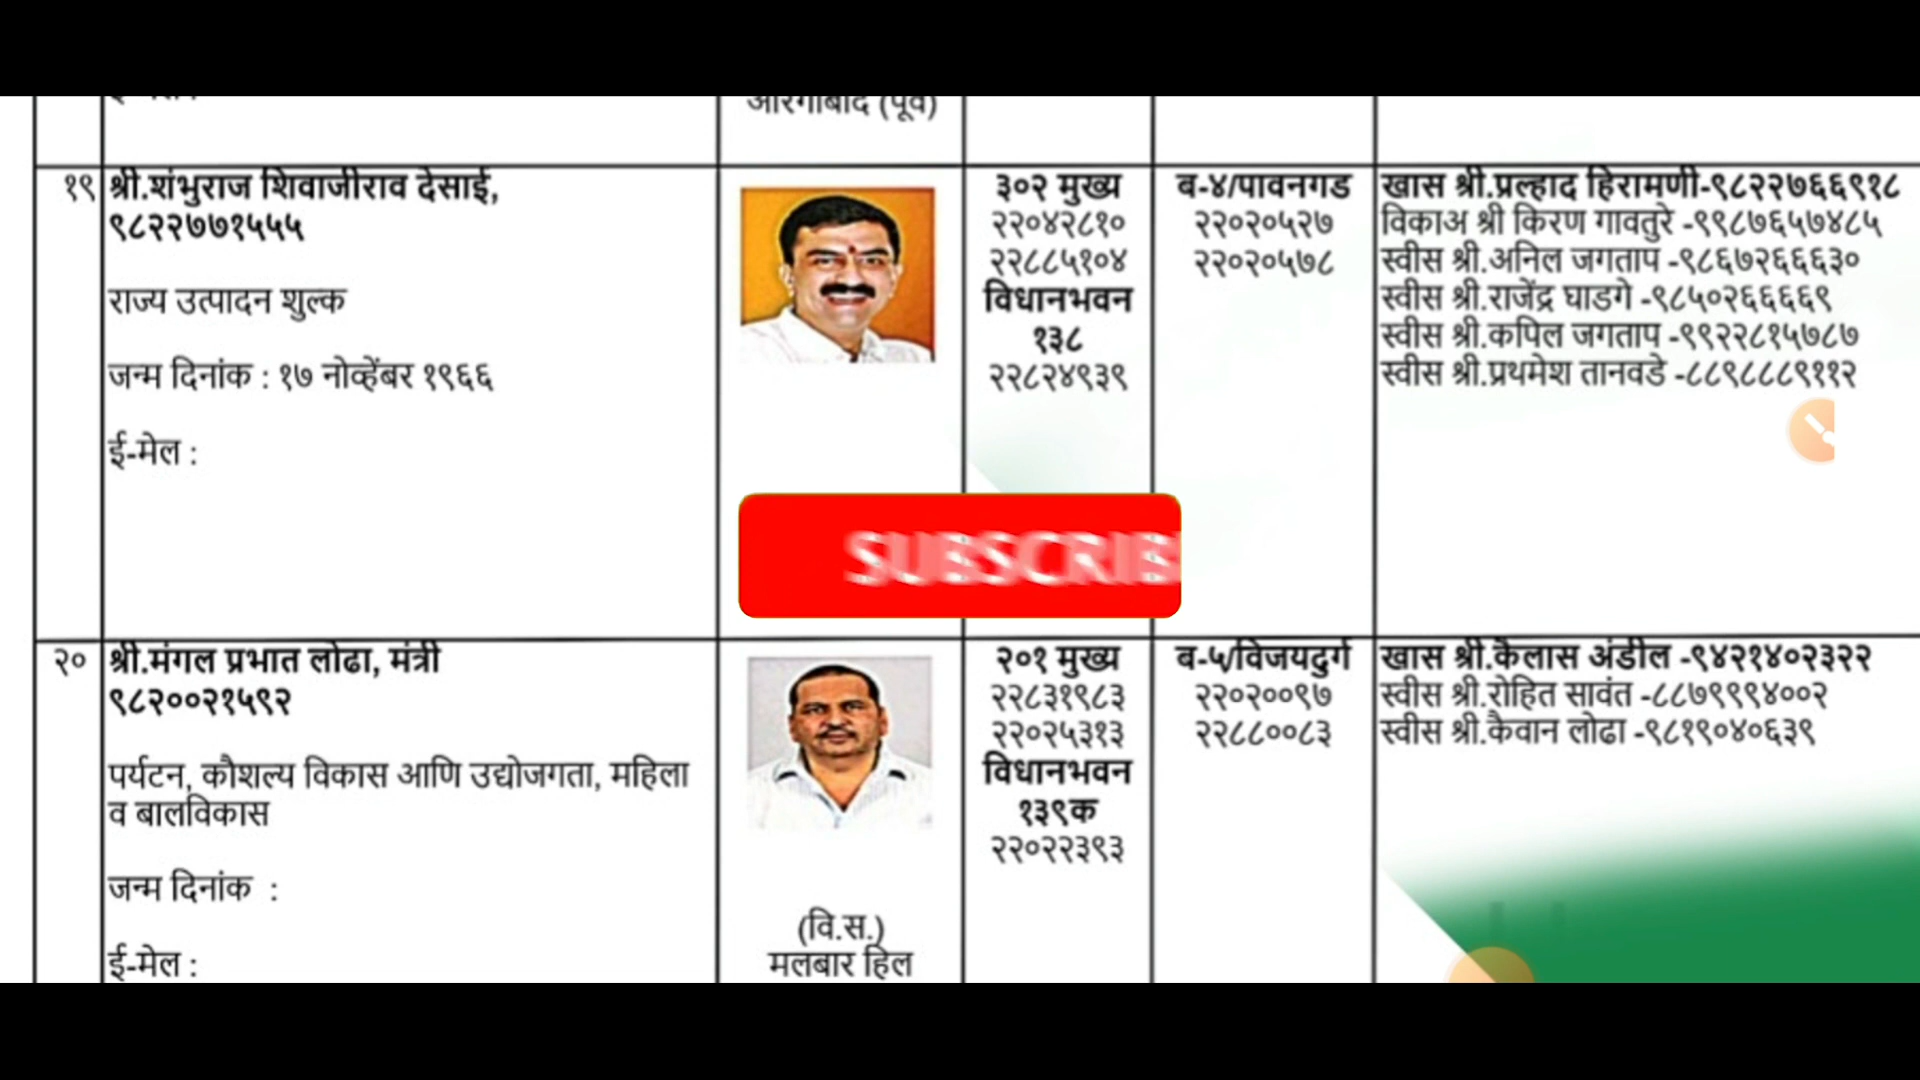 १९
श्री.शंभुराज शिवाजीराव देसाई,
९८२२७७१५५५
राज्य उत्पादन शुल्क
जन्म दिनांक : १७ नोव्हेंबर १९६६
ई-मेल :
३०२ मुख्य
२२०४२८१०
२२८८५१०४
विधानभवन
१३८
२२८२४९३९
ब-४/पावनगड
२२०२०५२७
२२०२०५७८
खास श्री.प्रल्हाद हिरामणी-९८२२७६६९१८
विकाअ श्री किरण गावतुरे -९९८७६५७४८५
स्वीस श्री.अनिल जगताप -९८६७२६६६३०
स्वीस श्री.राजेंद्र घाडगे -९८५०२६६६६९
स्वीस श्री.कपिल जगताप -९९२२८१५७८७
स्वीस श्री.प्रथमेश तानवडे -८८९८८८९११२
SUBSCRIB
२०
श्री.मंगल प्रभात लोढा, मंत्री
९८२००२१५९२
पर्यटन, कौशल्य विकास आणि उद्योजगता, महिला
व बालविकास
जन्म दिनांक :
ई-मेल :
(वि.स.)
मलबार हिल
२०१ मुख्य
२२८३१९८३
२२०२५३१३
विधानभवन
१३९क
२२०२२३९३
ब-५/विजयदुर्ग
२२०२००९७
२२८८००८३
खास श्री.कैलास अंडील -९४२१४०२३२२
स्वीस श्री.रोहित सावंत -८८७९९९४००२
स्वीस श्री.कैवान लोढा -९८१९०४०६३९